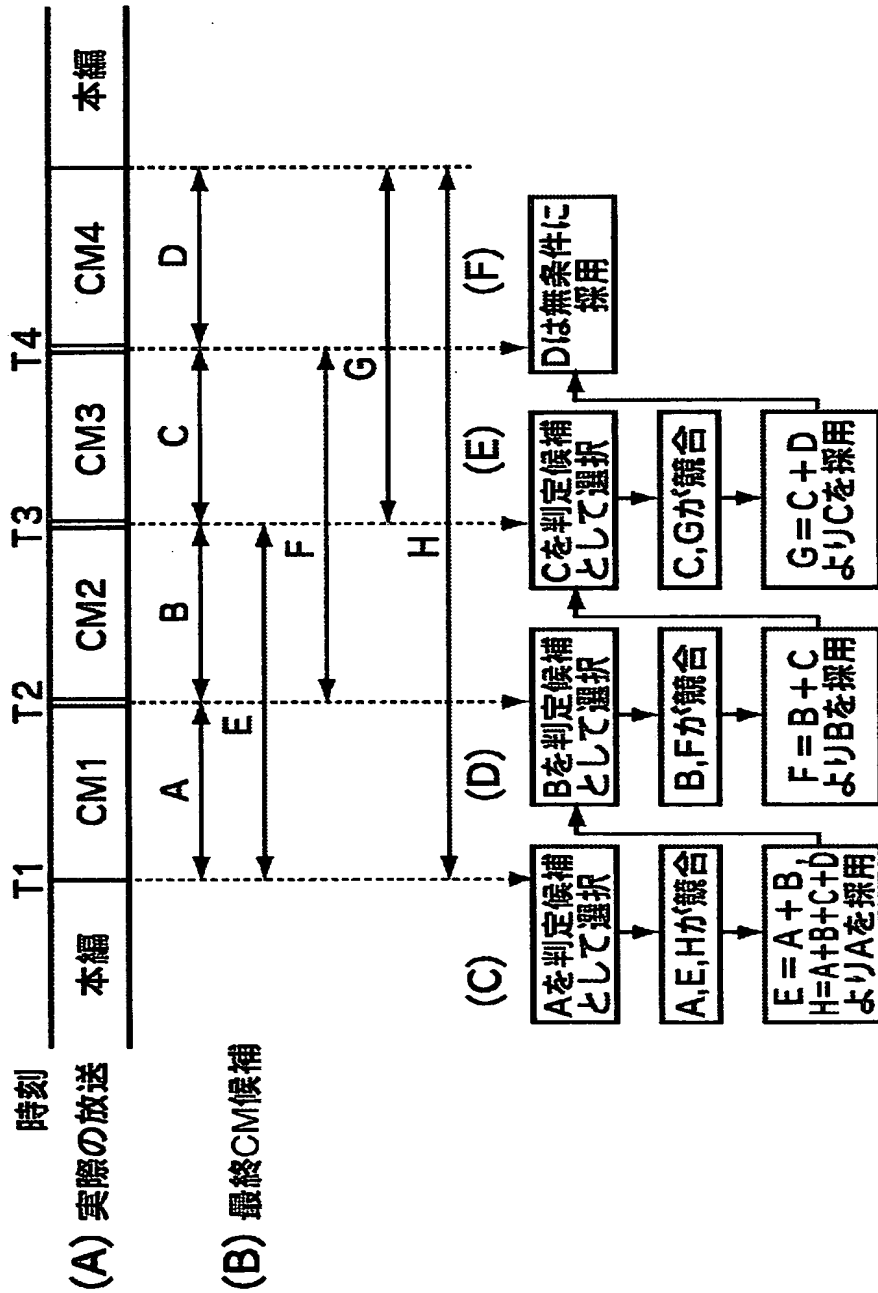 時刻 T1 T2 T3 T4
(A) 実際の放送 本編 CM1 CM2 CM3 CM4 本編
(B) 最終CM候補
A B C D
E
F
G
H
(C) (D) (E) (F)
Aを判定候補
として選択
A,E,Hが競合
E=A+B,
H=A+B+C+D
よりAを採用
Bを判定候補
として選択
B,Fが競合
F=B+C
よりBを採用
Cを判定候補
として選択
C,Gが競合
G=C+D
よりCを採用
Dは無条件に
採用